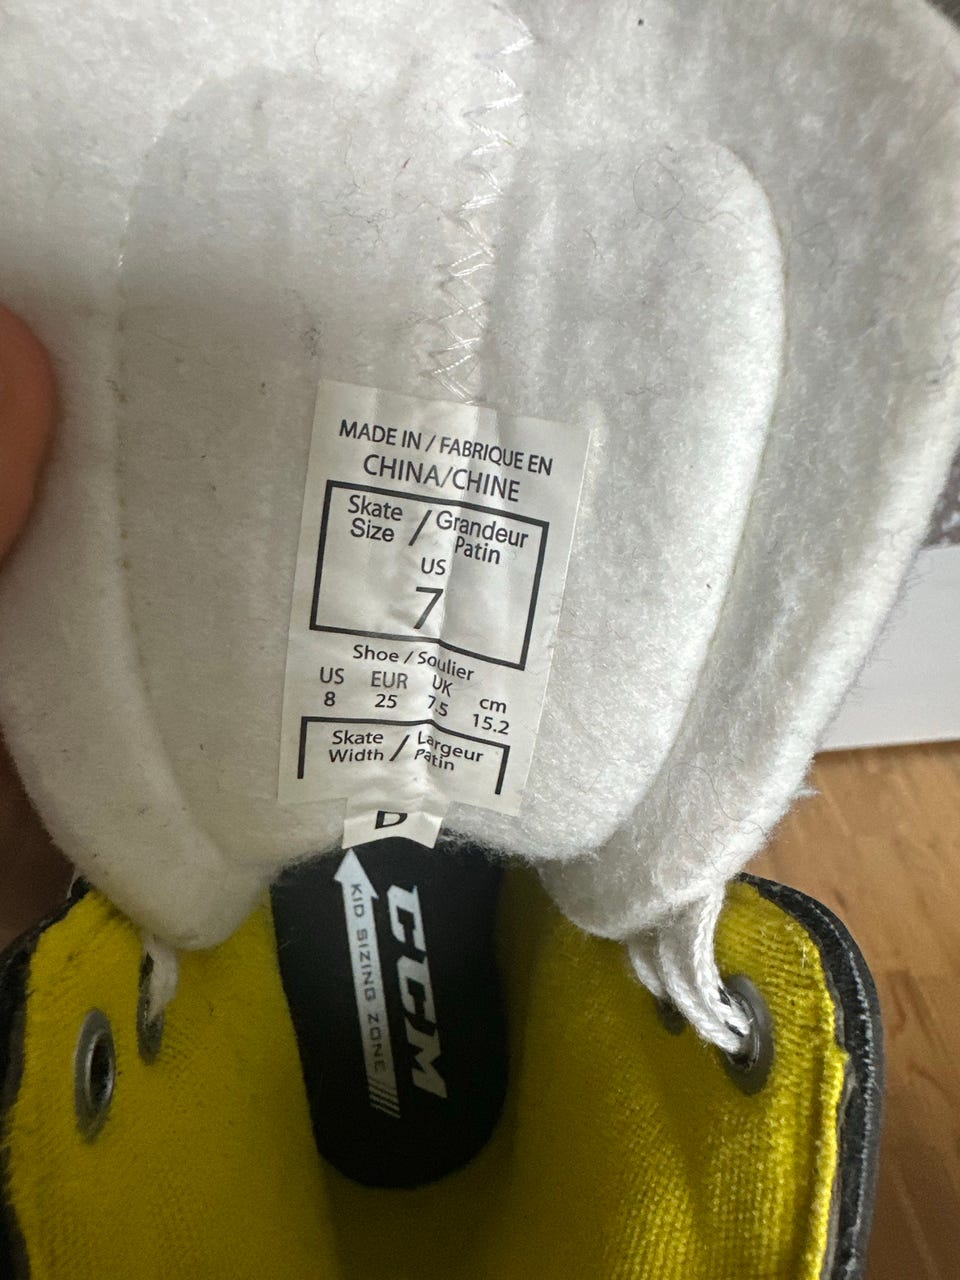 MADE IN / FABRIQUE EN
CHINA/CHINE
Skate Size / Grandeur Patin
US
7
Shoe / Soulier
US EUR UK cm
8 25 7.5 15.2
Skate Width / Largeur Patin
D
KID SIZING ZONE
CCM